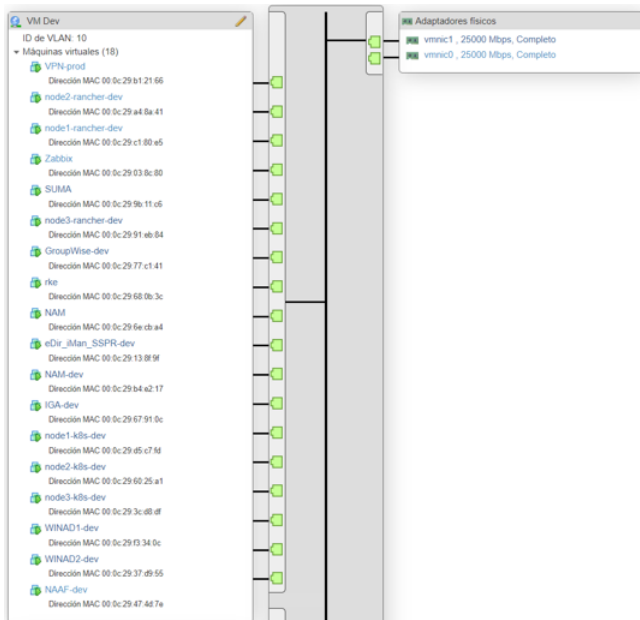 VM Dev
ID de VLAN: 10
Máquinas virtuales (18)
VPN-prod
Dirección MAC 00:0c:29:b1:21:66
node2-rancher-dev
Dirección MAC 00:0c:29:a4:8a:41
node1-rancher-dev
Dirección MAC 00:0c:29:c1:80:e5
Zabbix
Dirección MAC 00:0c:29:03:8c:80
SUMA
Dirección MAC 00:0c:29:9b:11:c6
node3-rancher-dev
Dirección MAC 00:0c:29:91:eb:84
GroupWise-dev
Dirección MAC 00:0c:29:77:c1:41
rke
Dirección MAC 00:0c:29:68:0b:3c
NAM
Dirección MAC 00:0c:29:6e:cb:a4
eDir_iMan_SSPR-dev
Dirección MAC 00:0c:29:13:8f:9f
NAM-dev
Dirección MAC 00:0c:29:b4:e2:17
IGA-dev
Dirección MAC 00:0c:29:67:91:0c
node1-k8s-dev
Dirección MAC 00:0c:29:d5:c7:fd
node2-k8s-dev
Dirección MAC 00:0c:29:60:25:a1
node3-k8s-dev
Dirección MAC 00:0c:29:3c:d8:df
WINAD1-dev
Dirección MAC 00:0c:29:f3:34:0c
WINAD2-dev
Dirección MAC 00:0c:29:37:d9:55
NAAF-dev
Dirección MAC 00:0c:29:47:4d:7e
Adaptadores físicos
vmnic1 , 25000 Mbps, Completo
vmnic0 , 25000 Mbps, Completo